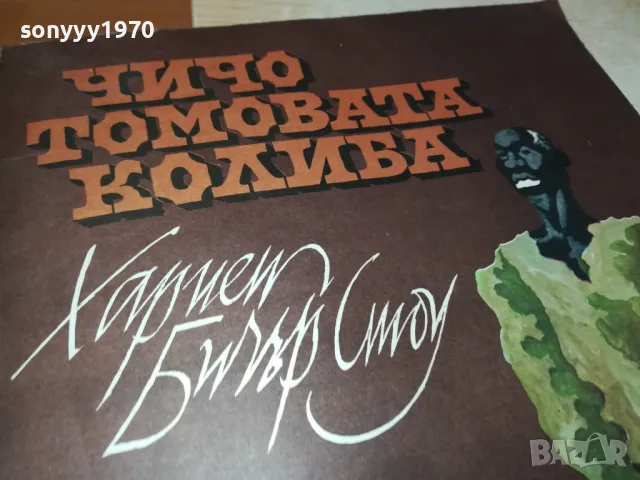 sonyyy1970
ЧИЧО
ТОМОВАТА
КОЛИБА
Хариет
Бичър Стоу
BAZAR